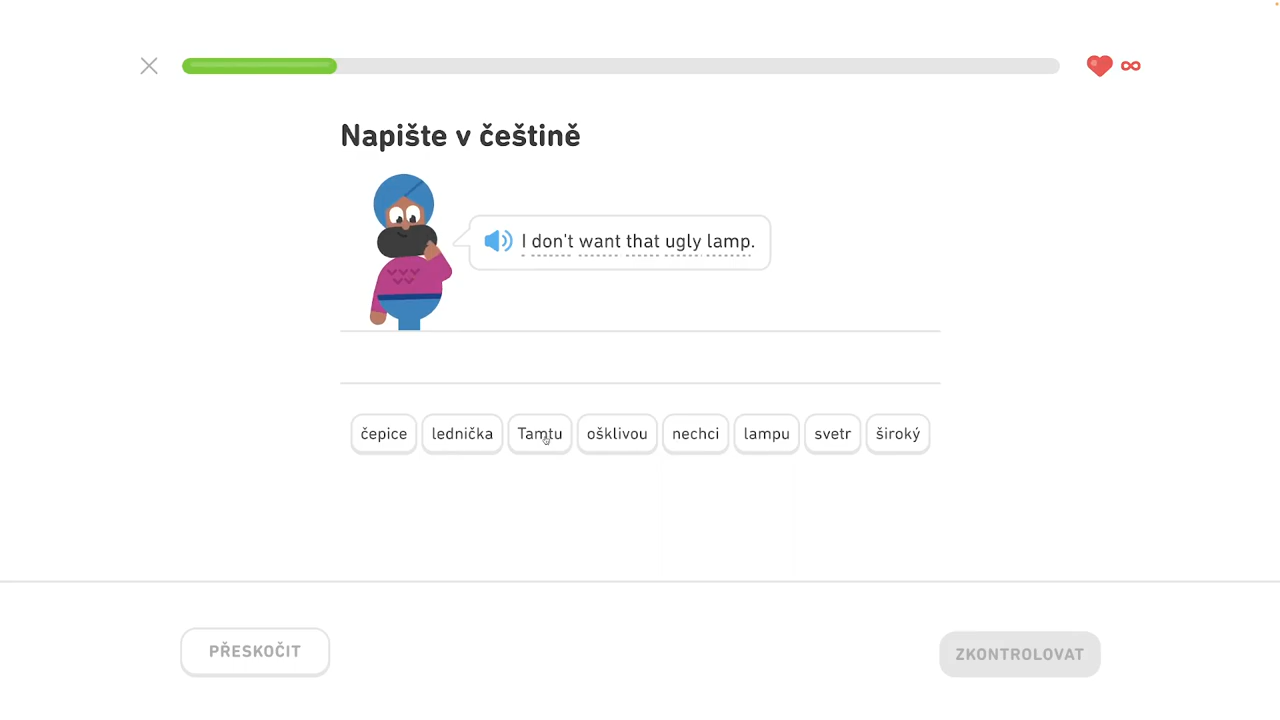 ∞
Napište v češtině
I don't want that ugly lamp.
čepice lednička Tamtu ošklivou nechci lampu svetr široký
PŘESKOČIT ZKONTROLOVAT